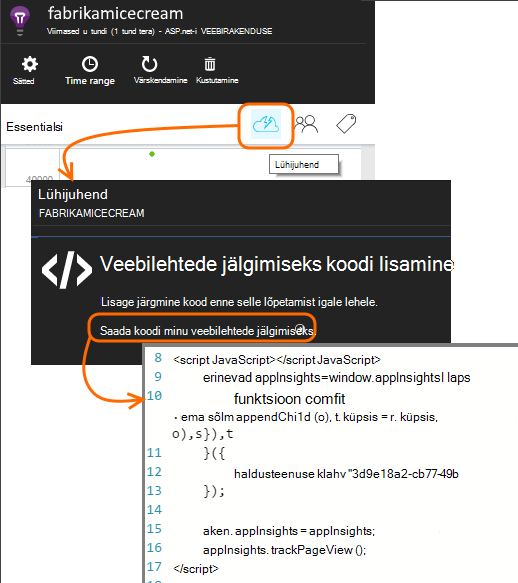 fabrikamicecream
Viimased u tundi (1 tund tera) - ASP.net-i VEEBIRAKENDUSE
Sätted
Time range
Värskendamine
Kustutamine
Essentialsi
Lühijuhend
40000
Lühijuhend
FABRIKAMICECREAM
Veebilehtede jälgimiseks koodi lisamine
Lisage järgmine kood enne selle lõpetamist igale lehele.
Saada koodi minu veebilehtede jälgimiseks.
8 <script JavaScript></script JavaScript>
9 erinevad appInsights=window.appInsights| laps
10 funktsioon comfit
- ema sõlm appendChi1d (o), t. küpsis = r. küpsis,
o),s}),t
11 }({
12 haldusteenuse klahv "3d9e18a2-cb77-49b
13 });
14
15 aken. appInsights = appInsights;
16 appInsights. trackPageView ();
17 </script>